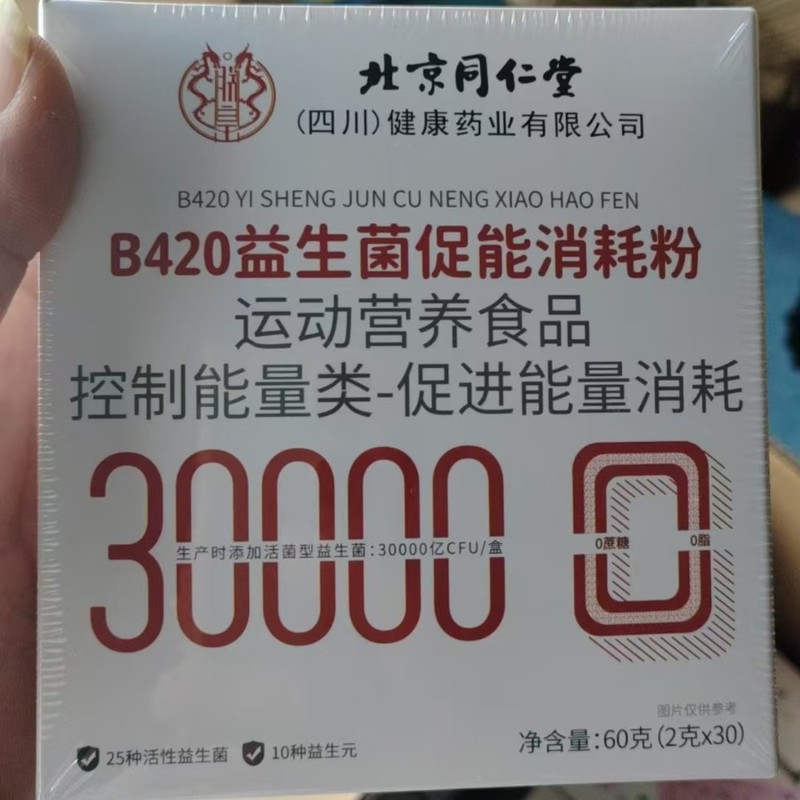 北京同仁堂
(四川)健康药业有限公司
B420 YI SHENG JUN CU NENG XIAO HAO FEN
B420益生菌促能消耗粉
运动营养食品
控制能量类-促进能量消耗
30000
生产时添加活菌型益生菌:30000亿CFU/盒
0
0蔗糖
0脂
图片仅供参考
净含量:60克(2克x30)
25种活性益生菌
10种益生元